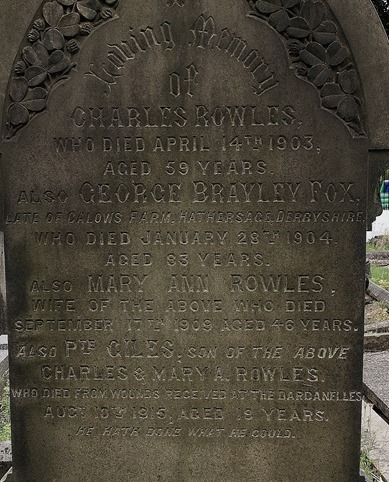 In
Loving Memory
of
CHARLES ROWLES,
WHO DIED APRIL 14TH 1903,
AGED 59 YEARS.
ALSO GEORGE BRAYLEY FOX,
LATE OF CALOWS FARM, HATHERSAGE, DERBYSHIRE,
WHO DIED JANUARY 28TH 1904
AGED 83 YEARS.
ALSO MARY ANN ROWLES,
WIFE OF THE ABOVE WHO DIED
SEPTEMBER 17TH 1909, AGED 46 YEARS.
ALSO PTE GILES, SON OF THE ABOVE
CHARLES & MARY A. ROWLES,
WHO DIED FROM WOUNDS RECEIVED AT THE DARDANELLES
AUGT 10TH 1915, AGED 19 YEARS.
HE HATH DONE WHAT HE COULD.